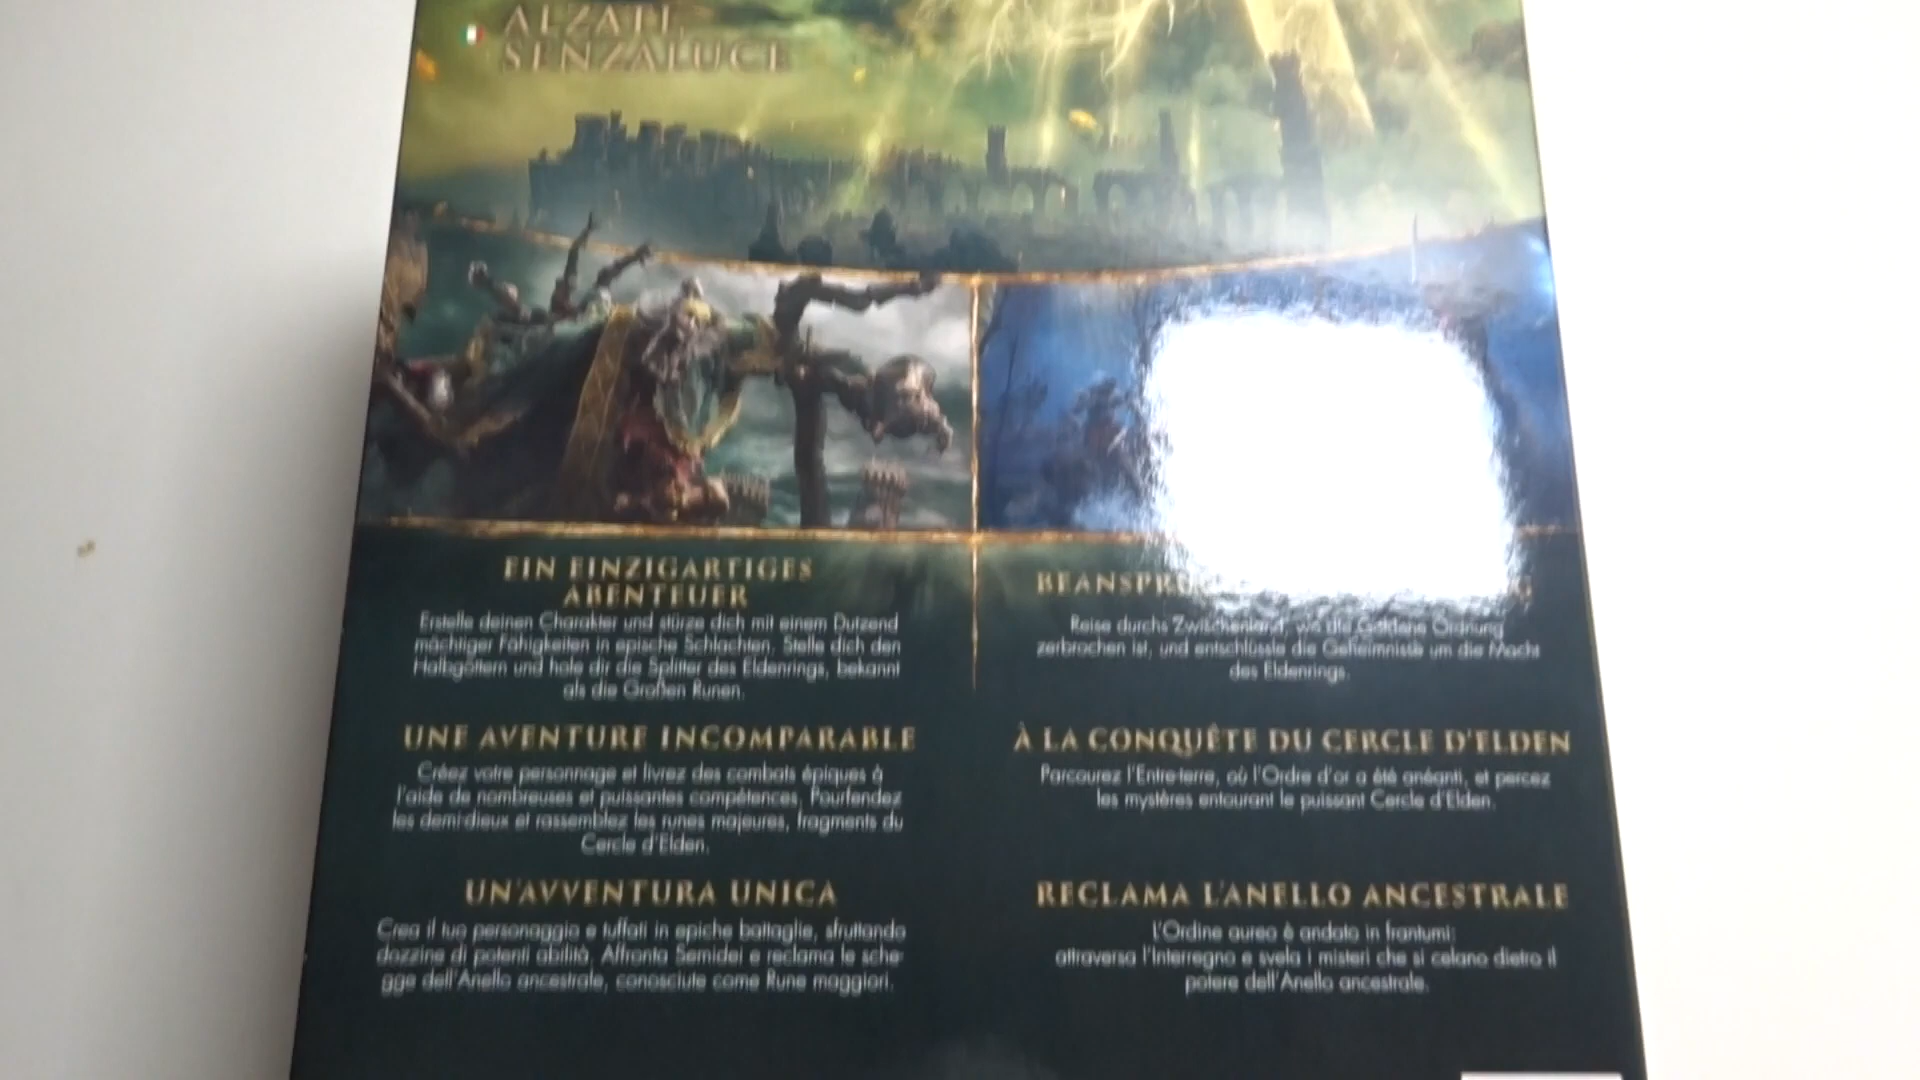 ALZATI,
SENZALUCE
EIN EINZIGARTIGES
ABENTEUER
Erstelle deinen Charakter und stürze dich mit einem Dutzend
mächtiger Fähigkeiten in epische Schlachten. Stelle dich den
Halbgöttern und hole dir die Splitter des Eldenrings, bekannt
als die Großen Runen.
UNE AVENTURE INCOMPARABLE
Créez votre personnage et livrez des combats épiques à
l'aide de nombreuses et puissantes compétences. Pourfendez
les demi-dieux et rassemblez les runes majeures, fragments du
Cercle d'Elden.
UN'AVVENTURA UNICA
Crea il tuo personaggio e tuffati in epiche battaglie, sfruttando
dozzine di potenti abilità. Affronta Semidei e reclama le sche-
gge dell'Anello ancestrale, conosciute come Rune maggiori.
Reise durchs Zwischenland, wo die Goldene Ordnung
zerbrochen ist, und entschlüssle die Geheimnisse um die Macht
des Eldenrings.
À LA CONQUÊTE DU CERCLE D'ELDEN
Parcourez l'Entre-terre, où l'Ordre d'or a été anéanti, et percez
les mystères entourant le puissant Cercle d'Elden.
RECLAMA L'ANELLO ANCESTRALE
L'Ordine aureo è andato in frantumi:
attraversa l'Interregno e svela i misteri che si celano dietro il
potere dell'Anello ancestrale.